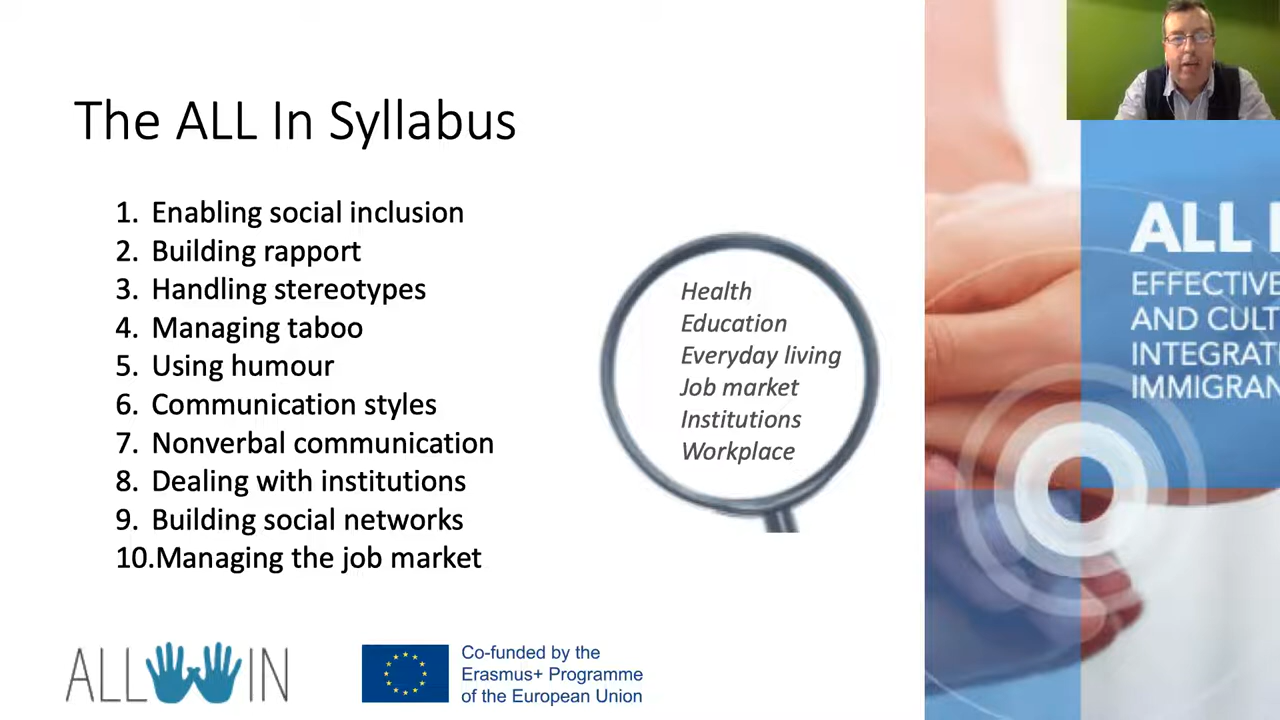 The ALL In Syllabus
1. Enabling social inclusion
2. Building rapport
3. Handling stereotypes
4. Managing taboo
5. Using humour
6. Communication styles
7. Nonverbal communication
8. Dealing with institutions
9. Building social networks
10.Managing the job market
Health
Education
Everyday living
Job market
Institutions
Workplace
ALL IN
Co-funded by the
Erasmus+ Programme
of the European Union
ALL
EFFECTIVE
AND CULT
INTEGRAT
IMMIGRAN